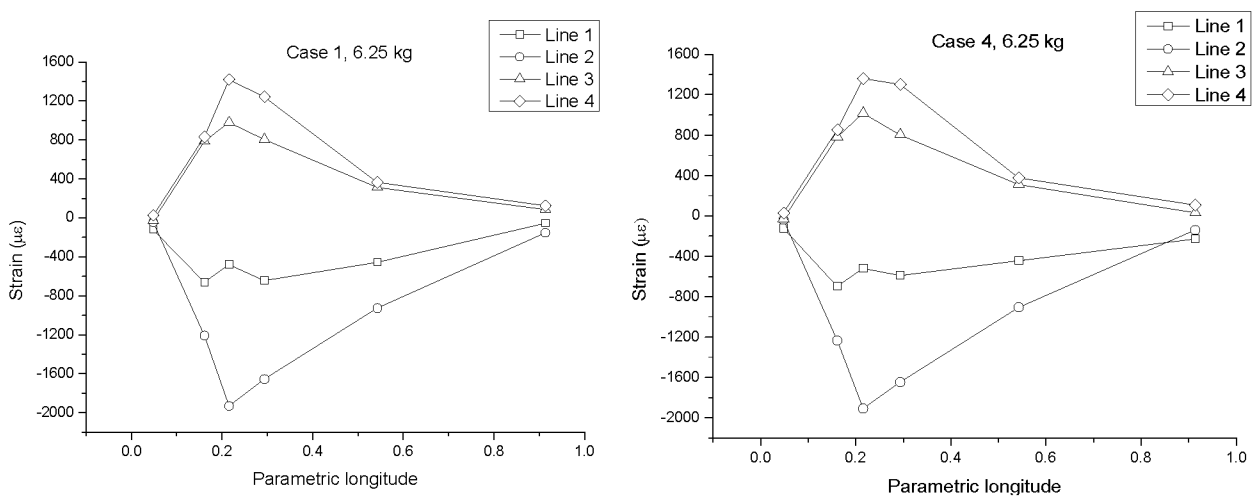 Case 1, 6.25 kg
Line 1
Line 2
Line 3
Line 4
1600
1200
800
400
0
-400
-800
-1200
-1600
-2000
Strain (με)
0.0 0.2 0.4 0.6 0.8 1.0
Parametric longitude
Case 4, 6.25 kg
Line 1
Line 2
Line 3
Line 4
1600
1200
800
400
0
-400
-800
-1200
-1600
-2000
Strain (με)
0.0 0.2 0.4 0.6 0.8 1.0
Parametric longitude